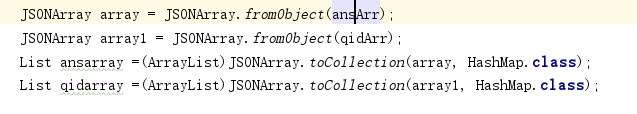 JSONArray array = JSONArray.fromObject(ansArr);
JSONArray array1 = JSONArray.fromObject(qidArr);
List ansarray =(ArrayList)JSONArray.toCollection(array, HashMap.class);
List qidarray =(ArrayList)JSONArray.toCollection(array1, HashMap.class);